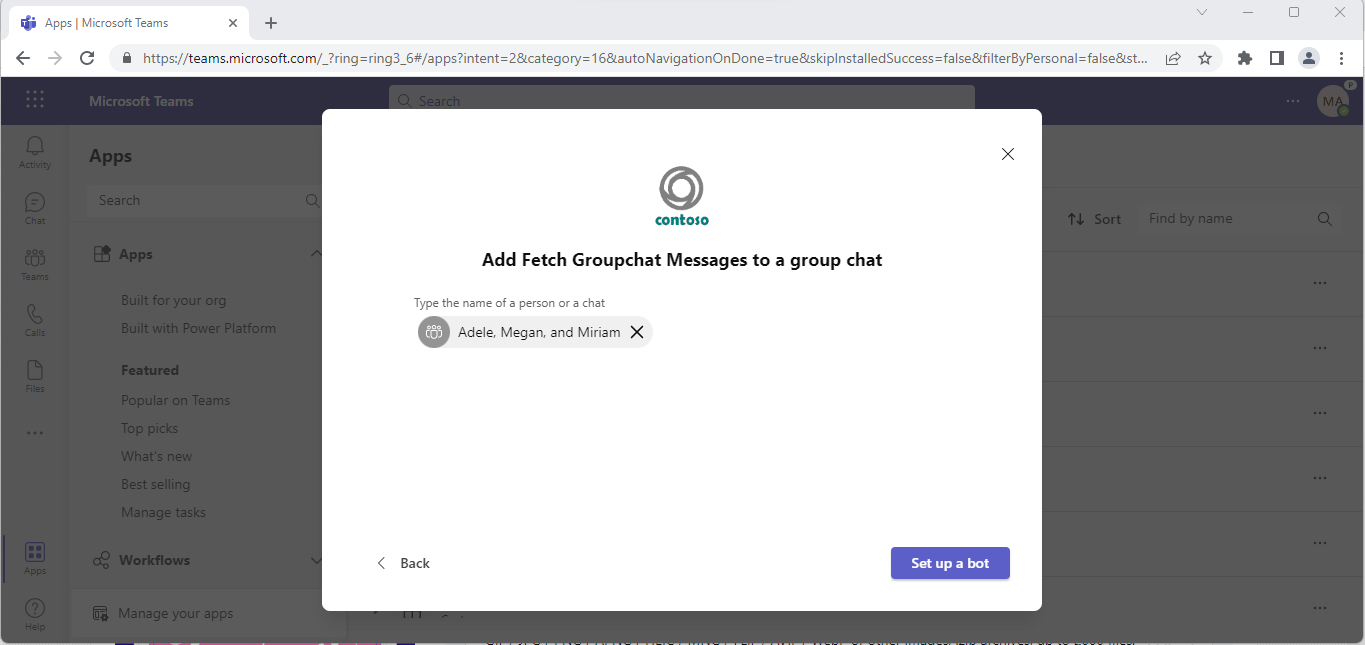 Apps | Microsoft Teams
https://teams.microsoft.com/_?ring=ring3_6#/apps?intent=2&category=16&autoNavigationOnDone=true&skipInstalledSuccess=false&filterByPersonal=false&st...
Microsoft Teams
Search
MA
P
Activity
Chat
Teams
Calls
Files
Apps
Help
Apps
Search
Apps
Built for your org
Built with Power Platform
Featured
Popular on Teams
Top picks
What's new
Best selling
Manage tasks
Workflows
Manage your apps
Sort
Find by name
contoso
Add Fetch Groupchat Messages to a group chat
Type the name of a person or a chat
Adele, Megan, and Miriam
Back
Set up a bot